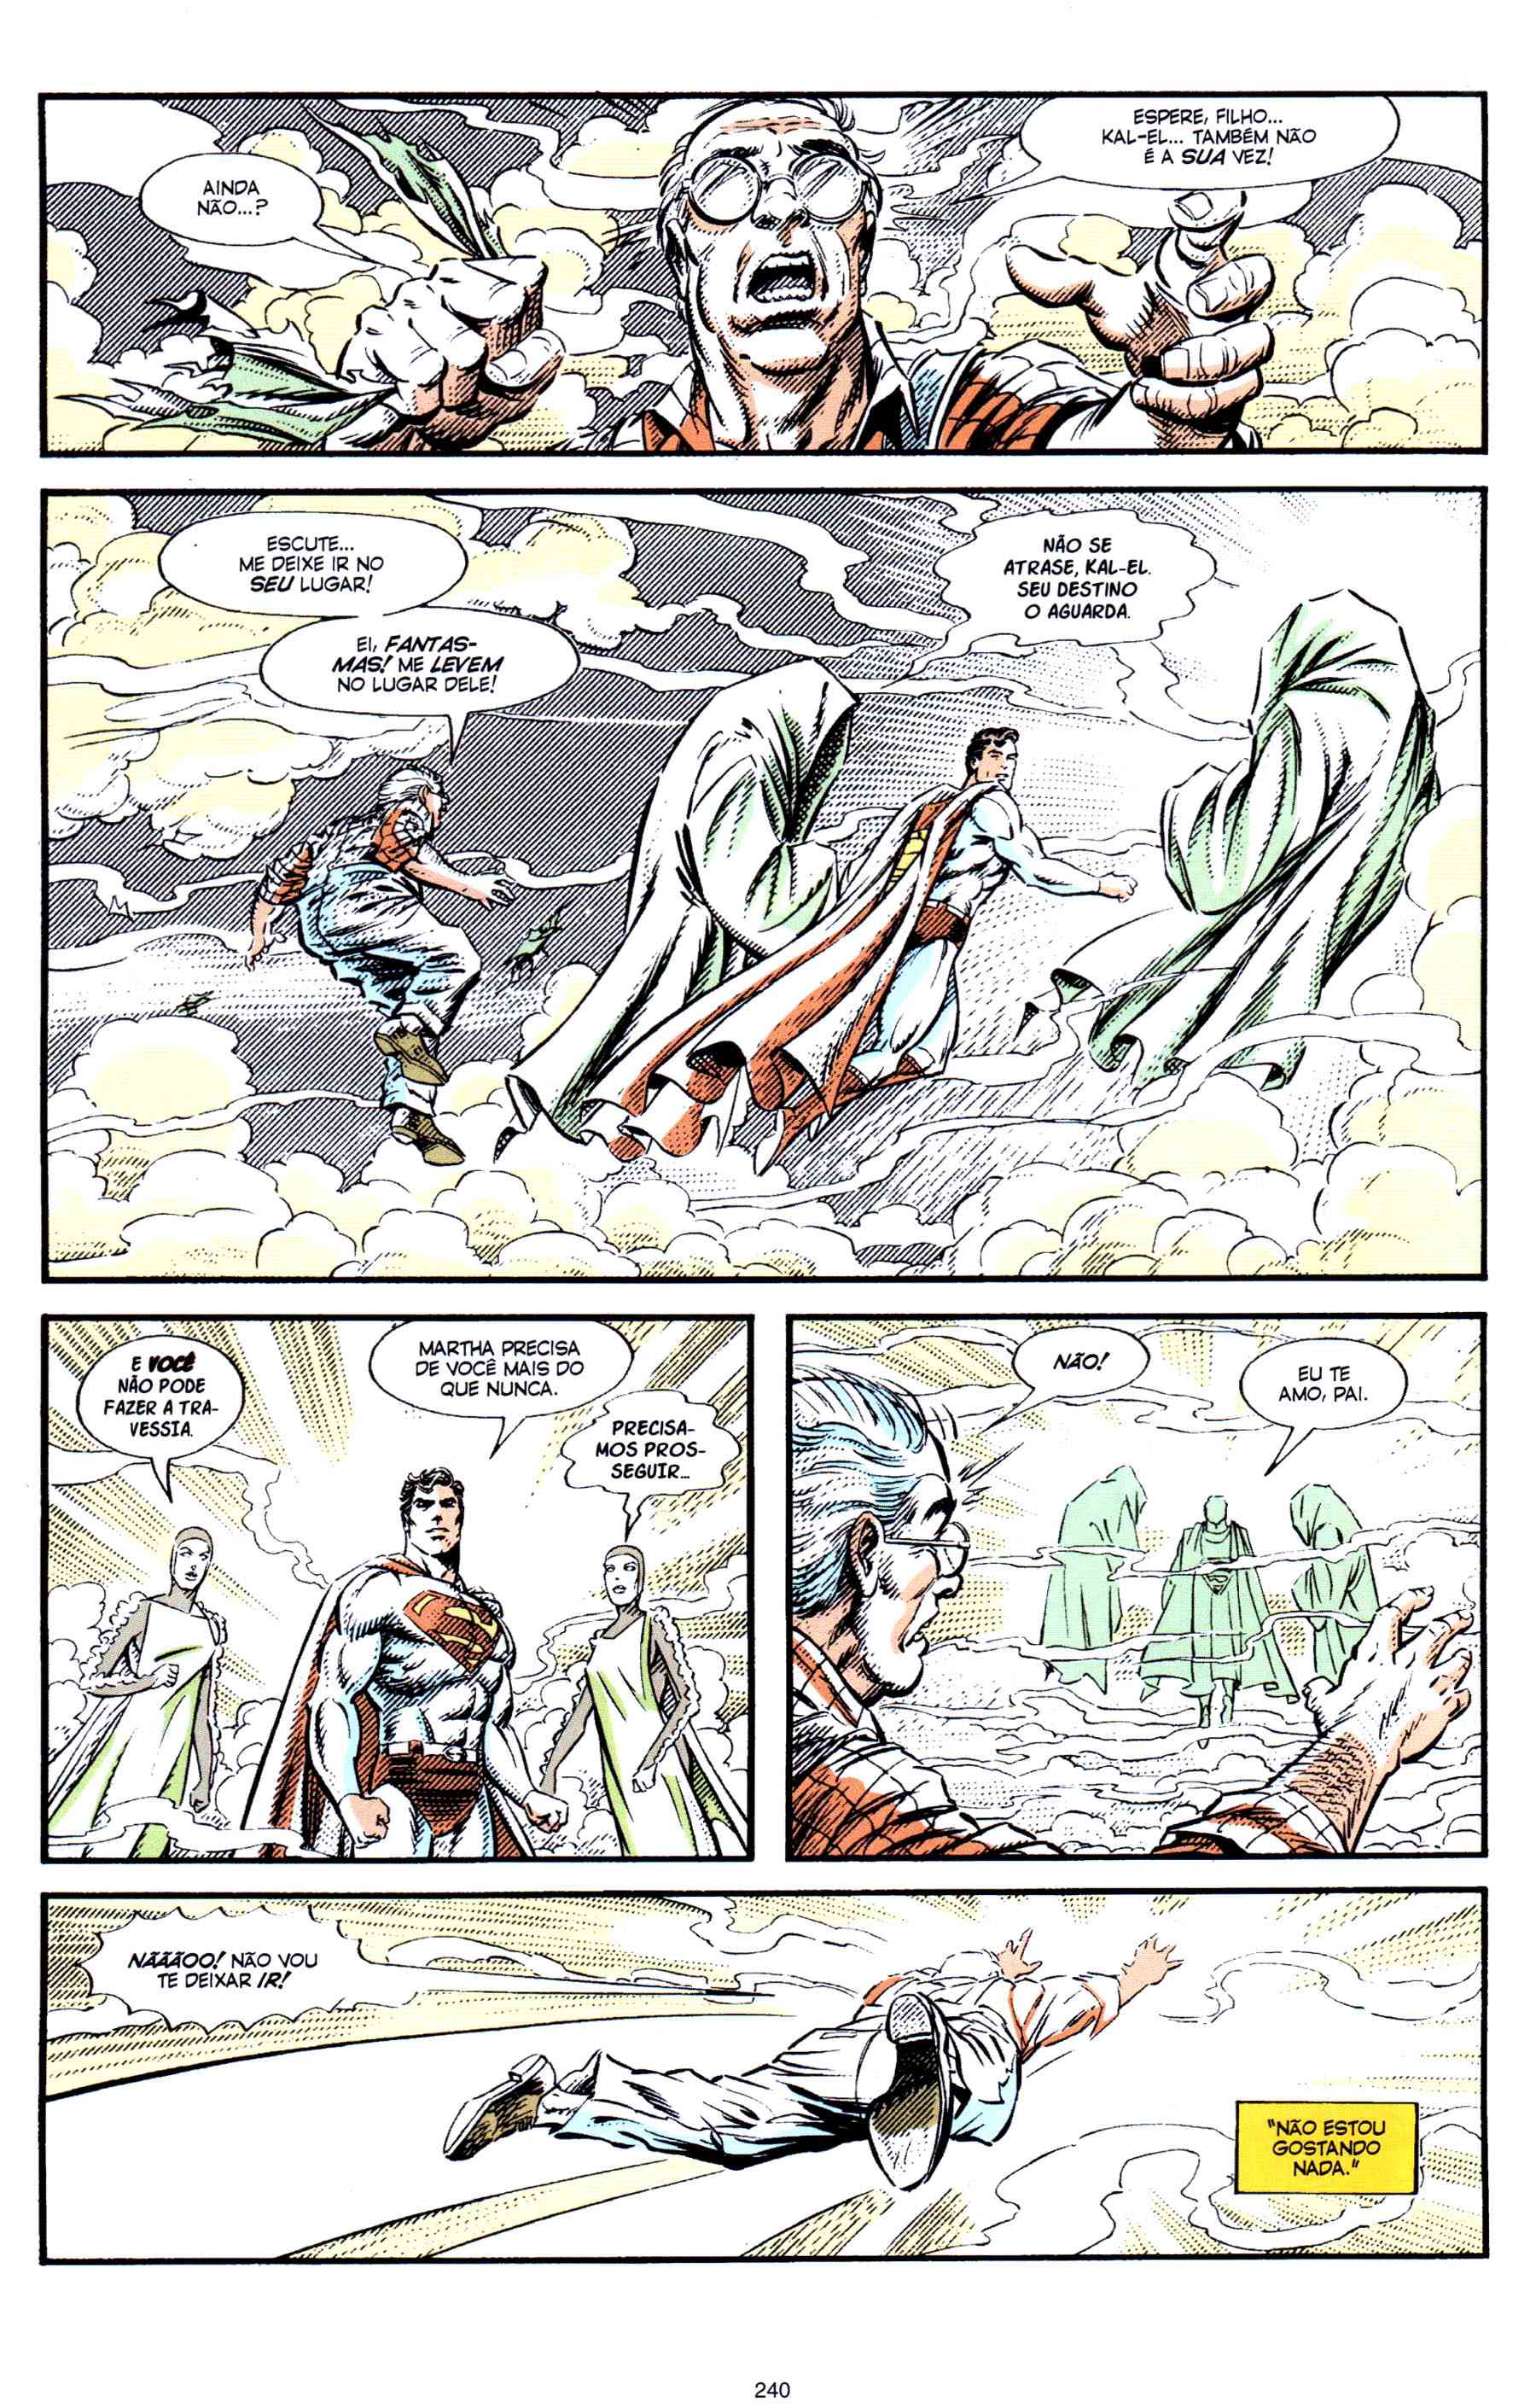 AINDA
NÃO...?
ESPERE, FILHO...
KAL-EL... TAMBÉM NÃO
É A SUA VEZ!
ESCUTE...
ME DEIXE IR NO
SEU LUGAR!
EI, FANTAS-
MAS! ME LEVEM
NO LUGAR DELE!
NÃO SE
ATRASE, KAL-EL.
SEU DESTINO
O AGUARDA.
E VOCÊ
NÃO PODE
FAZER A TRA-
VESSIA.
MARTHA PRECISA
DE VOCÊ MAIS DO
QUE NUNCA.
PRECISA-
MOS PROS-
SEGUIR...
NÃO!
EU TE
AMO, PAI.
NÃÃÃOO! NÃO VOU
TE DEIXAR IR!
"NÃO ESTOU
GOSTANDO
NADA."
240